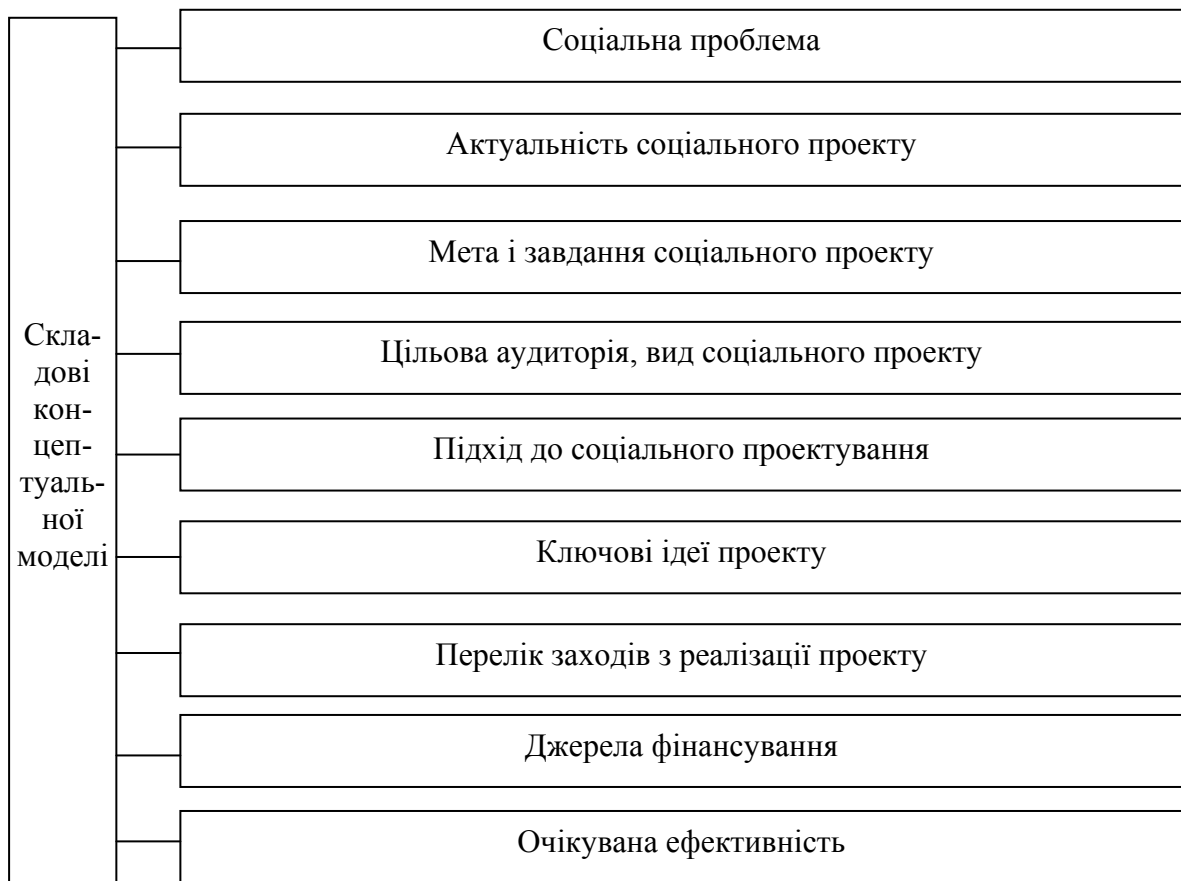 Соціальна проблема
Актуальність соціального проекту
Мета і завдання соціального проекту
Скла-
дові
кон-
цеп-
туаль-
ної
моделі
Цільова аудиторія, вид соціального проекту
Підхід до соціального проектування
Ключові ідеї проекту
Перелік заходів з реалізації проекту
Джерела фінансування
Очікувана ефективність